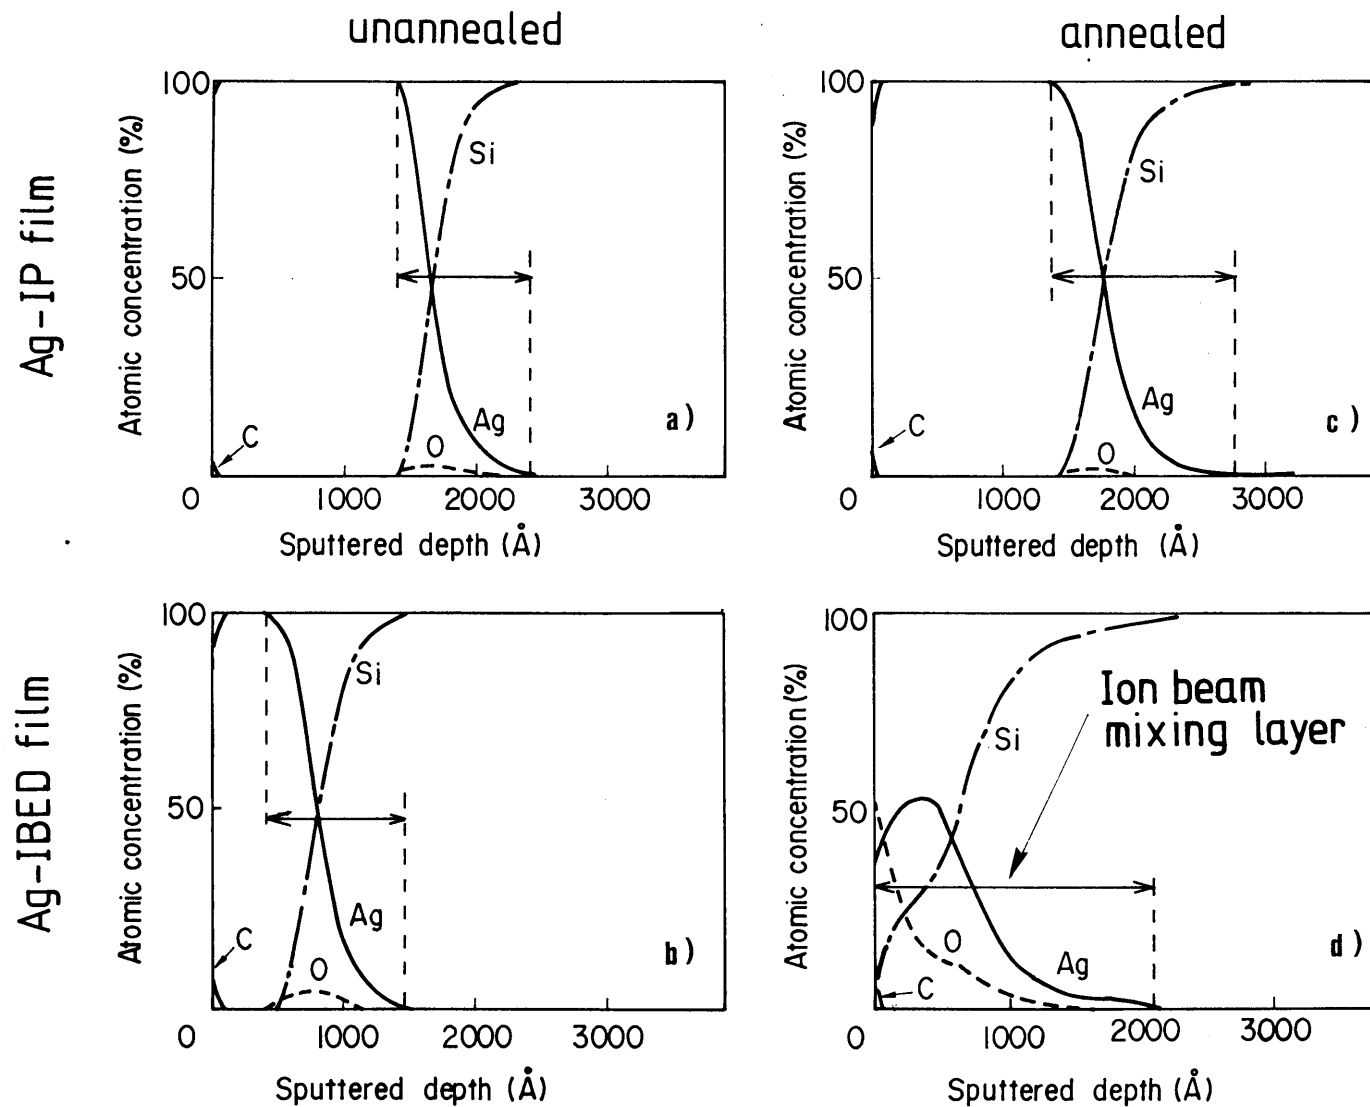 unannealed
annealed
Ag-IP film
Ag-IBED film
100
50
0
1000
2000
3000
Atomic concentration (%)
Sputtered depth (Å)
Si
Ag
O
C
a)
100
50
0
1000
2000
3000
Atomic concentration (%)
Sputtered depth (Å)
Si
Ag
O
C
c)
100
50
0
1000
2000
3000
Atomic concentration (%)
Sputtered depth (Å)
Si
Ag
O
C
b)
100
50
0
1000
2000
3000
Atomic concentration (%)
Sputtered depth (Å)
Ion beam
mixing layer
Si
Ag
O
C
d)